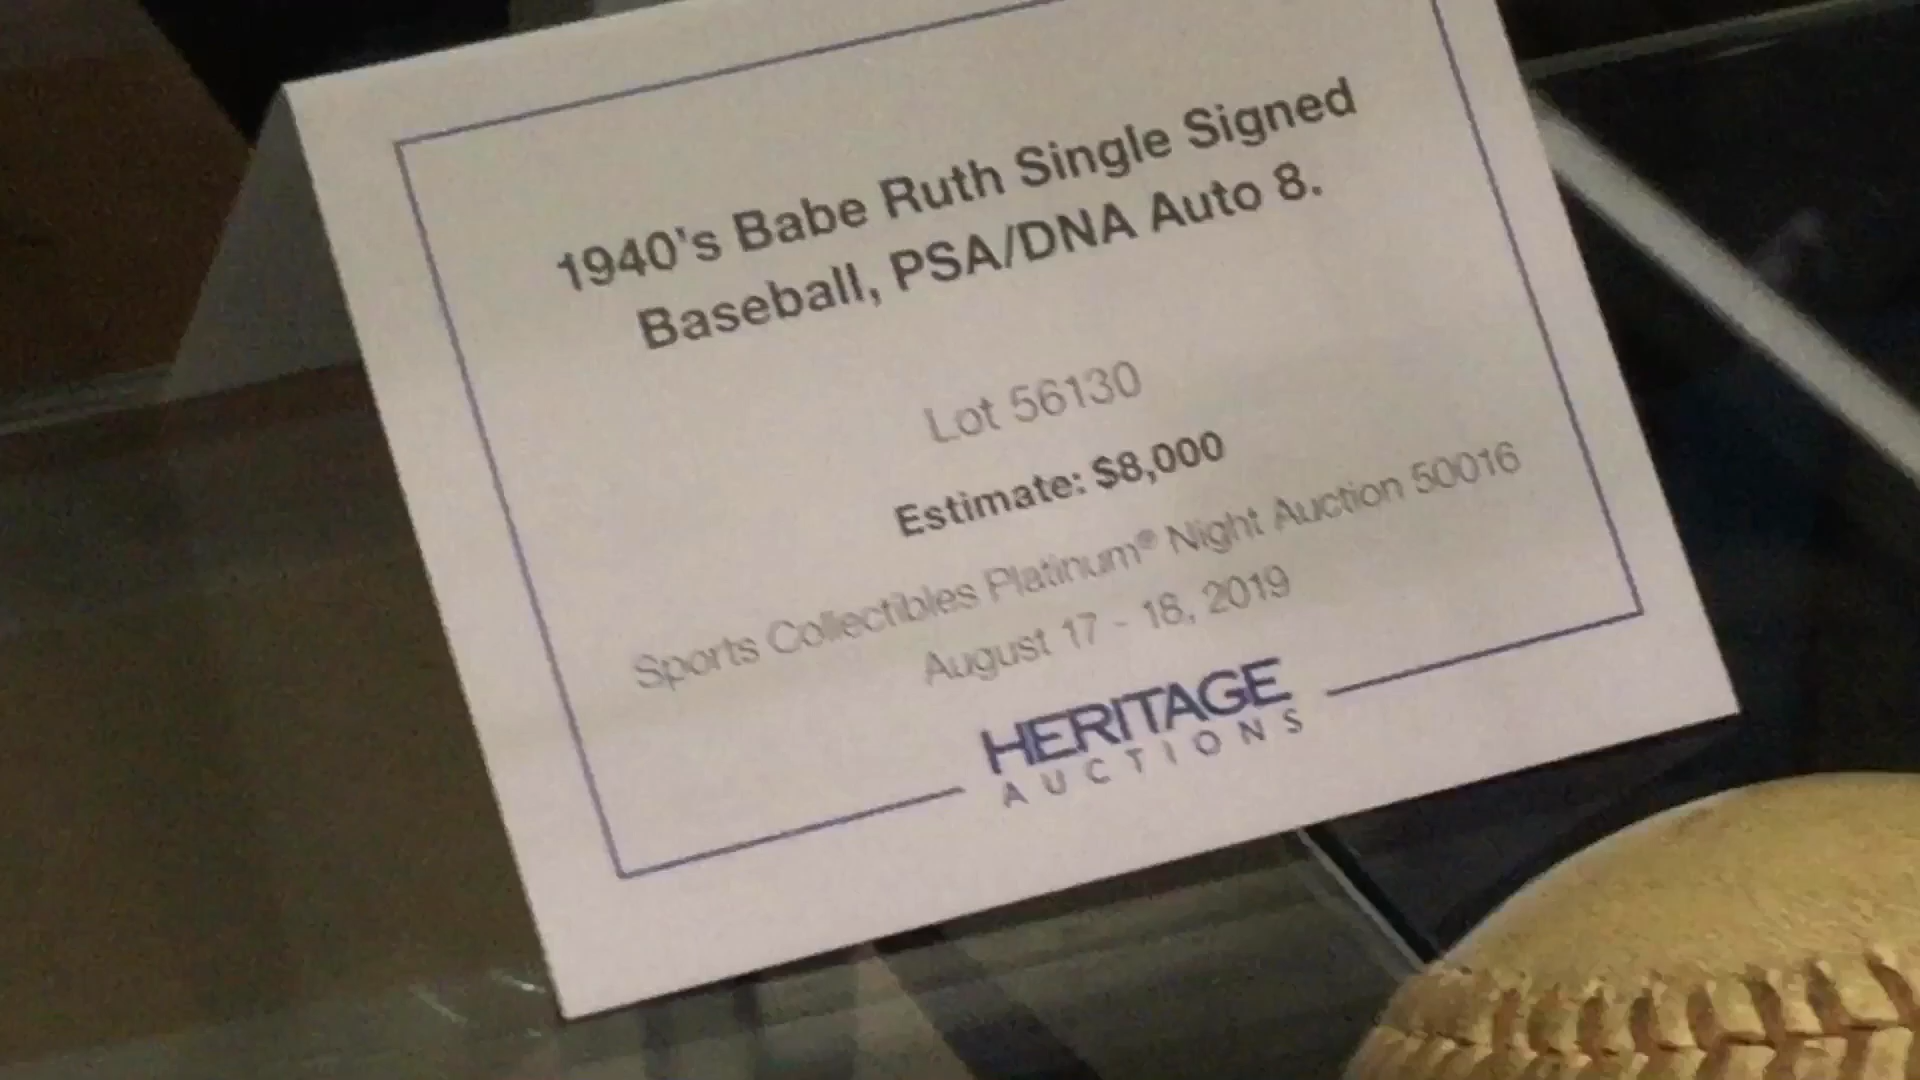 1940's Babe Ruth Single Signed
Baseball, PSA/DNA Auto 8.
Lot 56130
Estimate: $8,000
Sports Collectibles Platinum® Night Auction 50016
August 17 - 18, 2019
HERITAGE
AUCTIONS